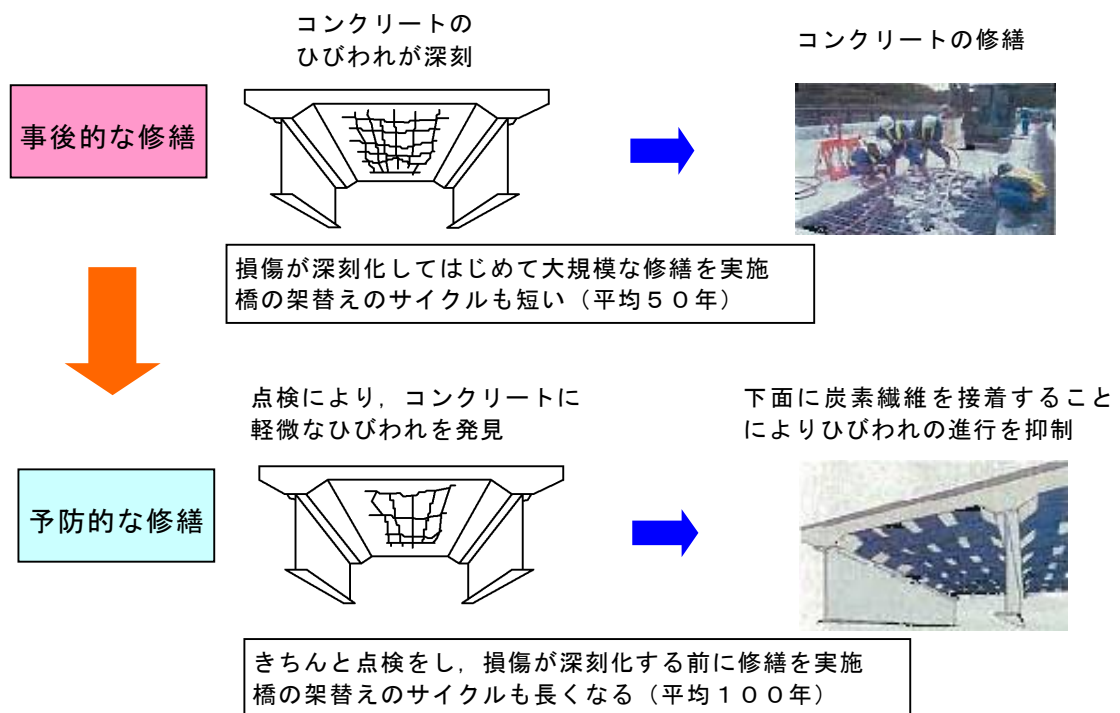 コンクリートの
ひびわれが深刻
コンクリートの修繕
事後的な修繕
損傷が深刻化してはじめて大規模な修繕を実施
橋の架替えのサイクルも短い（平均５０年）
点検により，コンクリートに
軽微なひびわれを発見
下面に炭素繊維を接着すること
によりひびわれの進行を抑制
予防的な修繕
きちんと点検をし，損傷が深刻化する前に修繕を実施
橋の架替えのサイクルも長くなる（平均１００年）